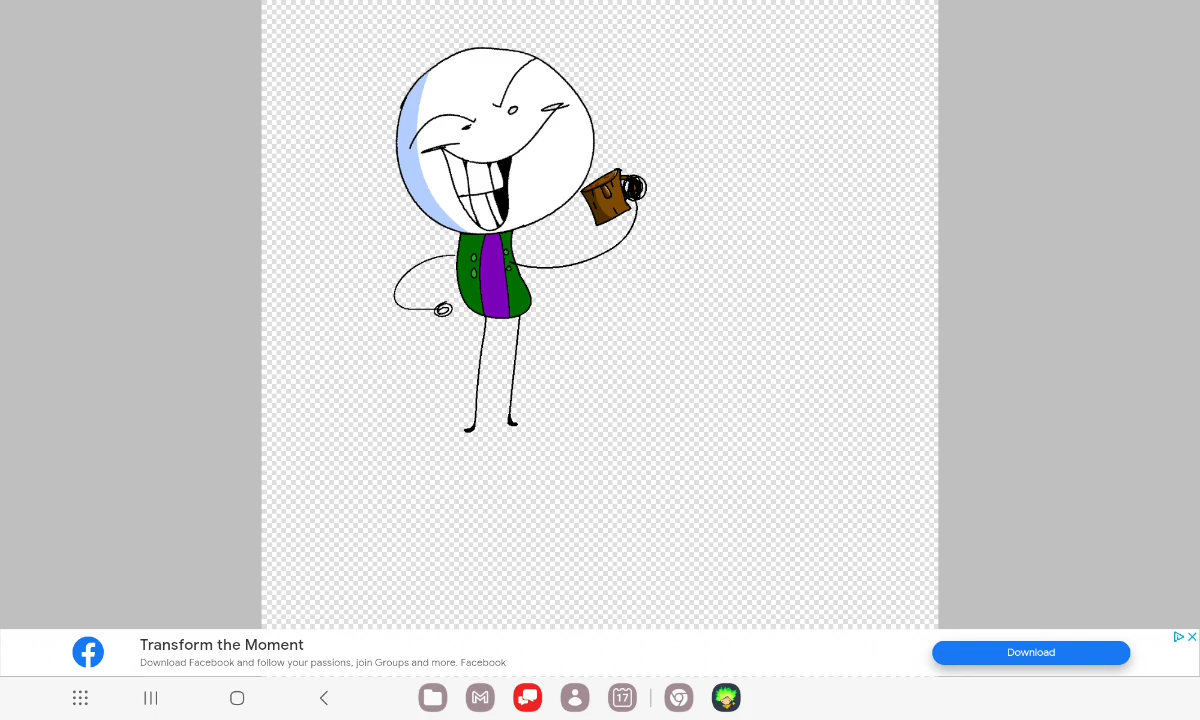 Transform the Moment
Download Facebook and follow your passions, join Groups and more. Facebook
Download
17